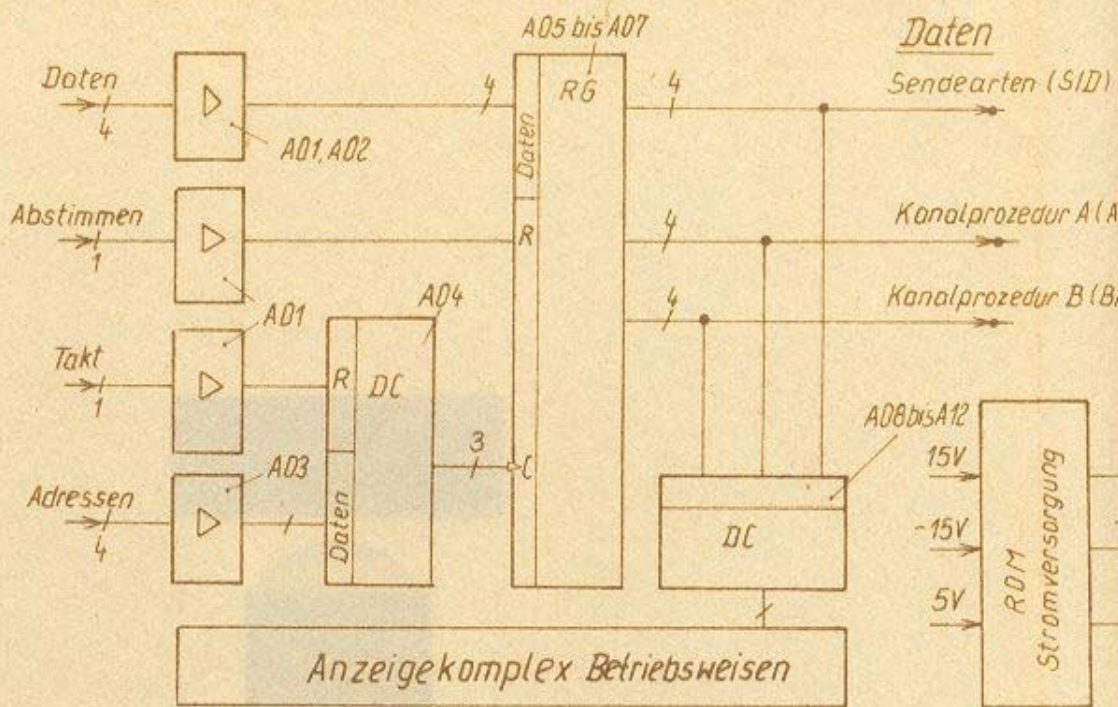 A05 bis A07
Daten
Daten
4
A01, A02
4
Daten
RG
4
Sendearten (S/D)
Abstimmen
1
R
4
Kanalprozedur A (A
A01
A04
4
Kanalprozedur B (B
Takt
1
R
DC
3
C
A08 bis A12
Adressen
4
A03
Daten
DC
15V
-15V
5V
ROM
Stromversorgung
Anzeigekomplex Betriebsweisen